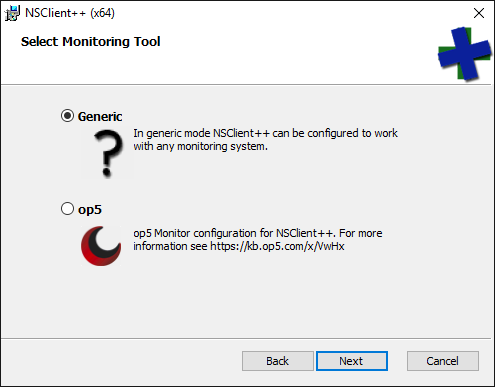 NSClient++ (x64)
Select Monitoring Tool
Generic
In generic mode NSClient++ can be configured to work
with any monitoring system.
op5
op5 Monitor configuration for NSClient++. For more
information see https://kb.op5.com/x/VwHx
Back
Next
Cancel